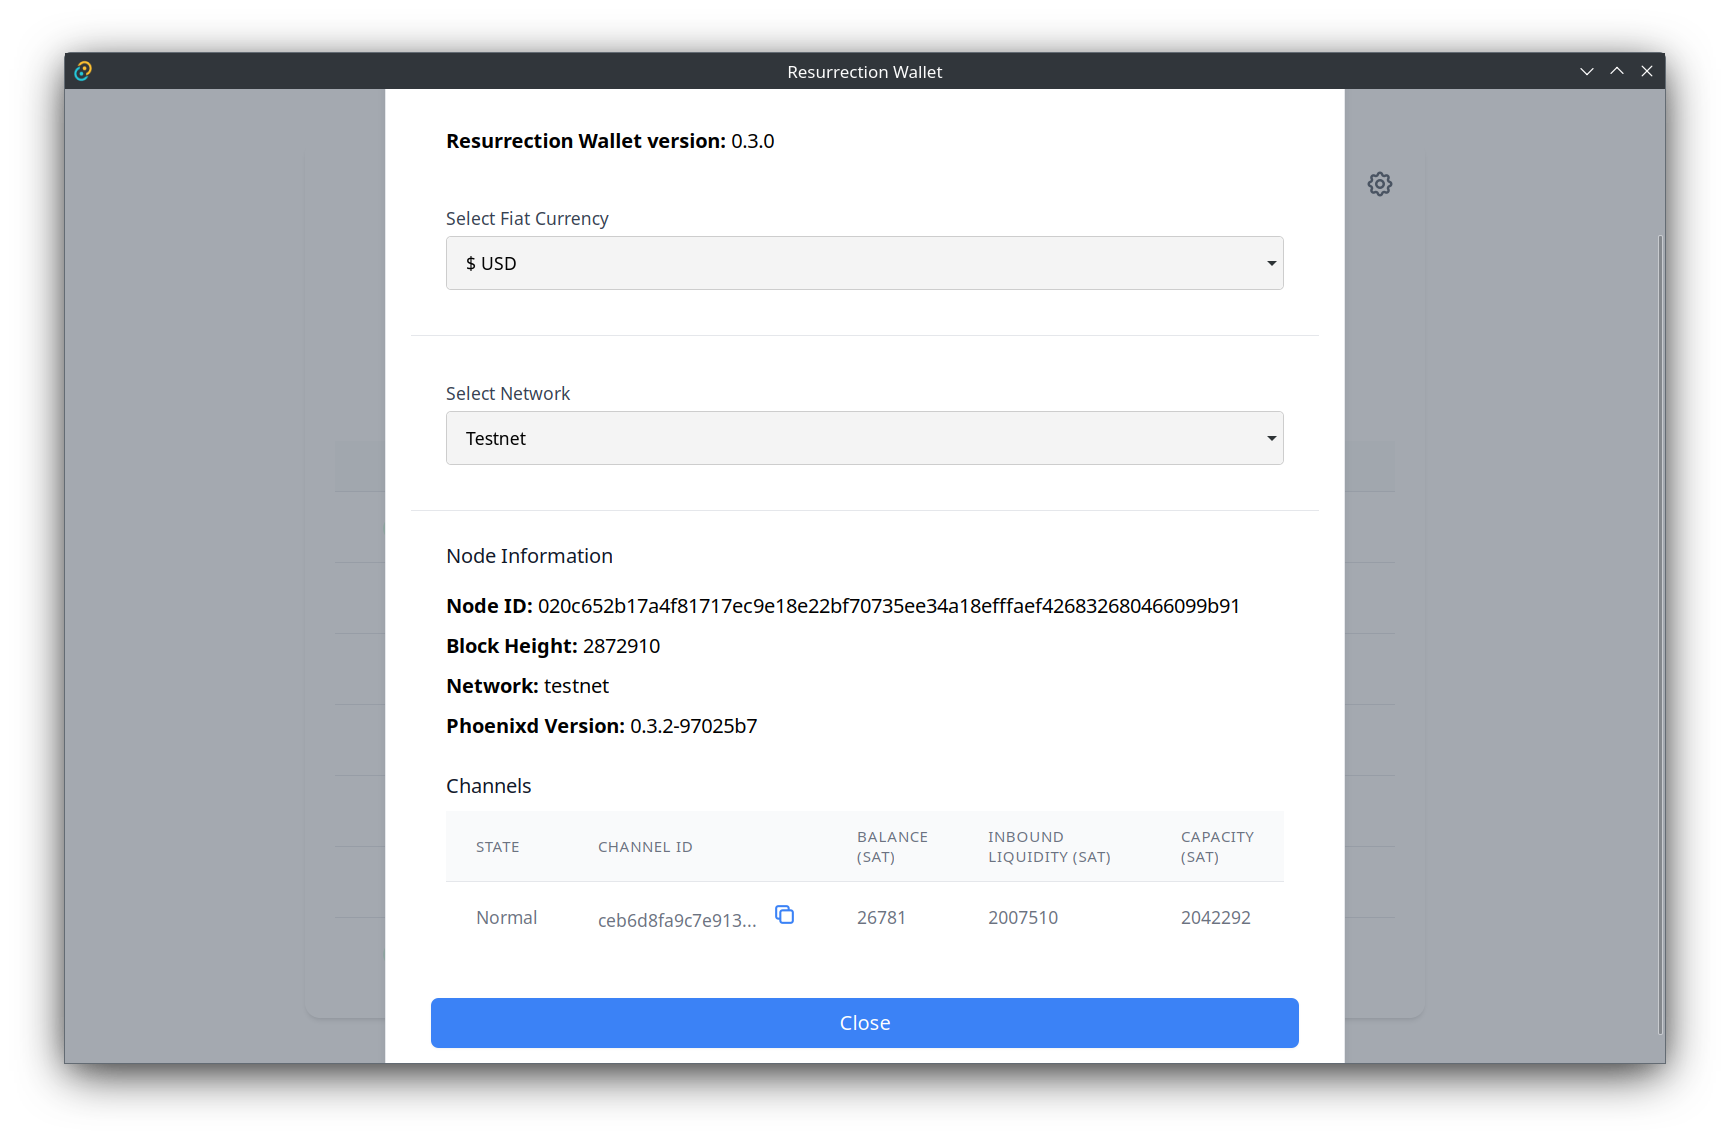 Resurrection Wallet
Resurrection Wallet version: 0.3.0
Select Fiat Currency
$ USD
Select Network
Testnet
Node Information
Node ID: 020c652b17a4f81717ec9e18e22bf70735ee34a18efffaef426832680466099b91
Block Height: 2872910
Network: testnet
Phoenixd Version: 0.3.2-97025b7
Channels
STATE CHANNEL ID BALANCE (SAT) INBOUND LIQUIDITY (SAT) CAPACITY (SAT)
Normal ceb6d8fa9c7e913... 26781 2007510 2042292
Close